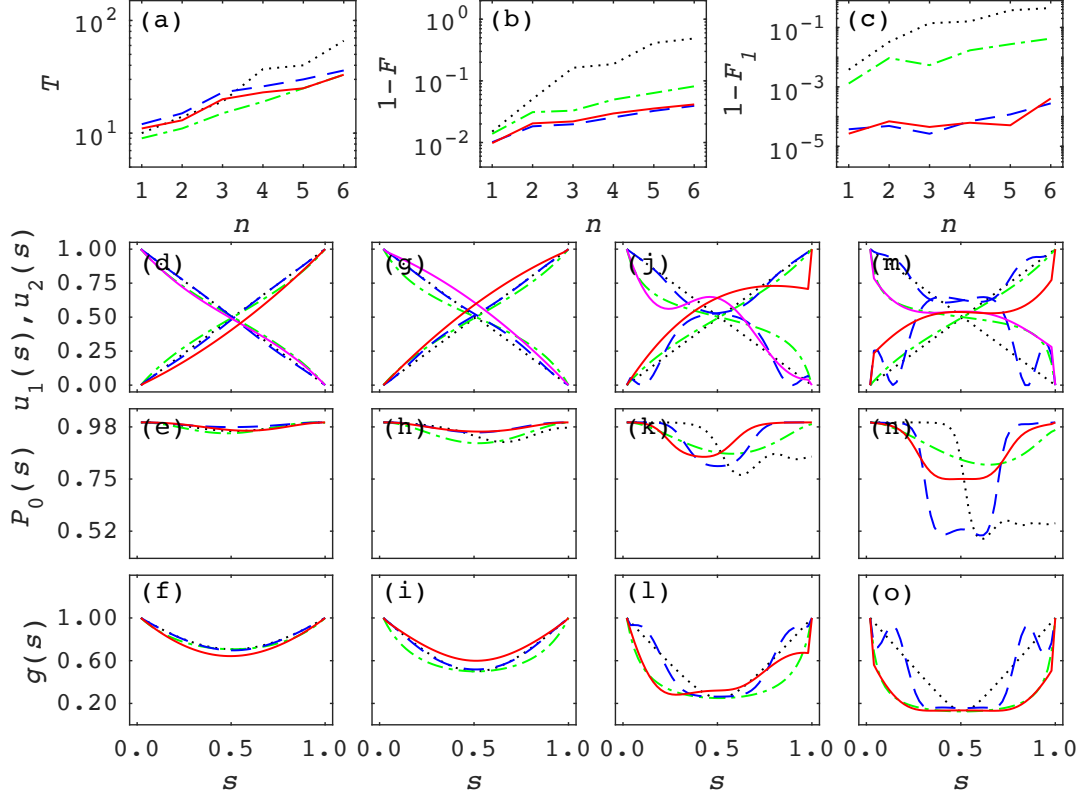 (a) (b) (c)
T 10² 10¹
1-F 10⁰ 10⁻¹ 10⁻²
1-F₁ 10⁻¹ 10⁻³ 10⁻⁵
1 2 3 4 5 6 1 2 3 4 5 6 1 2 3 4 5 6
n n n
u₁(s),u₂(s) 1.00 0.75 0.50 0.25 0.00
(d) (g) (j) (m)
P₀(s) 0.98 0.75 0.52
(e) (h) (k) (n)
g(s) 1.00 0.60 0.20
(f) (i) (l) (o)
0.0 0.5 1.0 0.0 0.5 1.0 0.0 0.5 1.0 0.0 0.5 1.0
s s s s